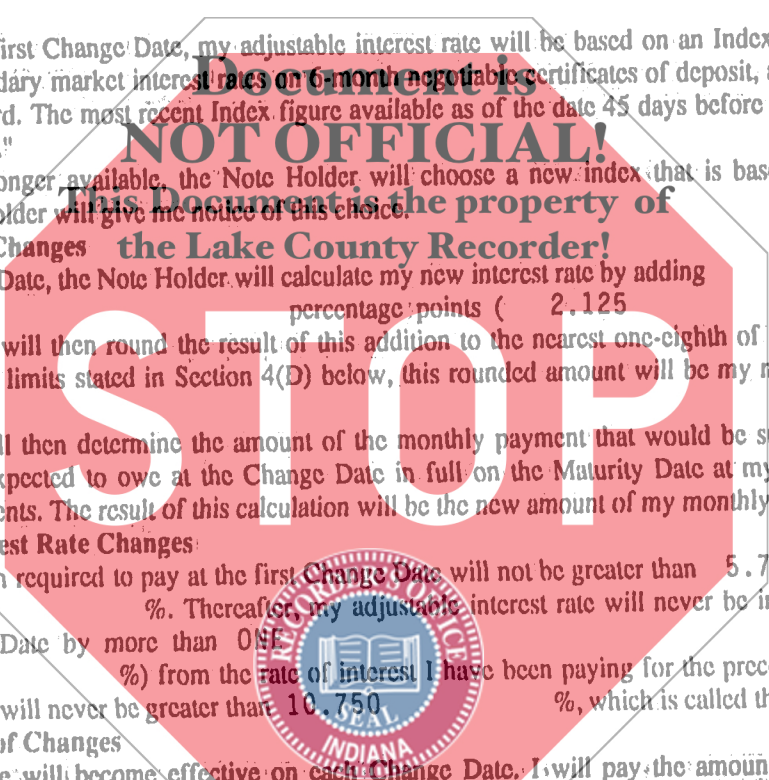 irst Change Date, my adjustable interest rate will be based on an Index
Document is
dary market interest rates on 6-month negotiable certificates of deposit, a
rd. The most recent Index figure available as of the date 45 days before
NOT OFFICIAL!
."
onger available, the Note Holder will choose a new index that is bas
This Document is the property of
older will give me notice of this choice.
the Lake County Recorder!
Changes
Date, the Note Holder will calculate my new interest rate by adding
percentage points ( 2.125
will then round the result of this addition to the nearest one-eighth of
limits stated in Section 4(D) below, this rounded amount will be my n
STOP
ll then determine the amount of the monthly payment that would be su
xpected to owe at the Change Date in full on the Maturity Date at my
ents. The result of this calculation will be the new amount of my monthly
est Rate Changes
n required to pay at the first Change Date will not be greater than 5.7
%. Thereafter, my adjustable interest rate will never be in
Date by more than ONE
%) from the rate of interest I have been paying for the prece
will never be greater than 10.750 %, which is called th
of Changes
e will become effective on each Change Date. I will pay the amoun
RECORDER'S OFFICE
SEAL
INDIANA